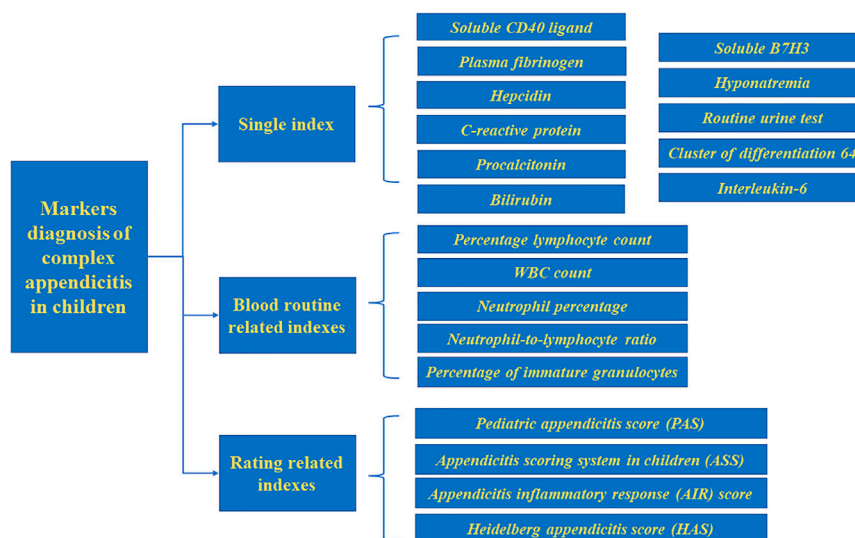 Markers
diagnosis of
complex
appendicitis
in children
Single index
Soluble CD40 ligand
Plasma fibrinogen
Hepcidin
C-reactive protein
Procalcitonin
Bilirubin
Soluble B7H3
Hyponatremia
Routine urine test
Cluster of differentiation 64
Interleukin-6
Blood routine
related indexes
Percentage lymphocyte count
WBC count
Neutrophil percentage
Neutrophil-to-lymphocyte ratio
Percentage of immature granulocytes
Rating related
indexes
Pediatric appendicitis score (PAS)
Appendicitis scoring system in children (ASS)
Appendicitis inflammatory response (AIR) score
Heidelberg appendicitis score (HAS)